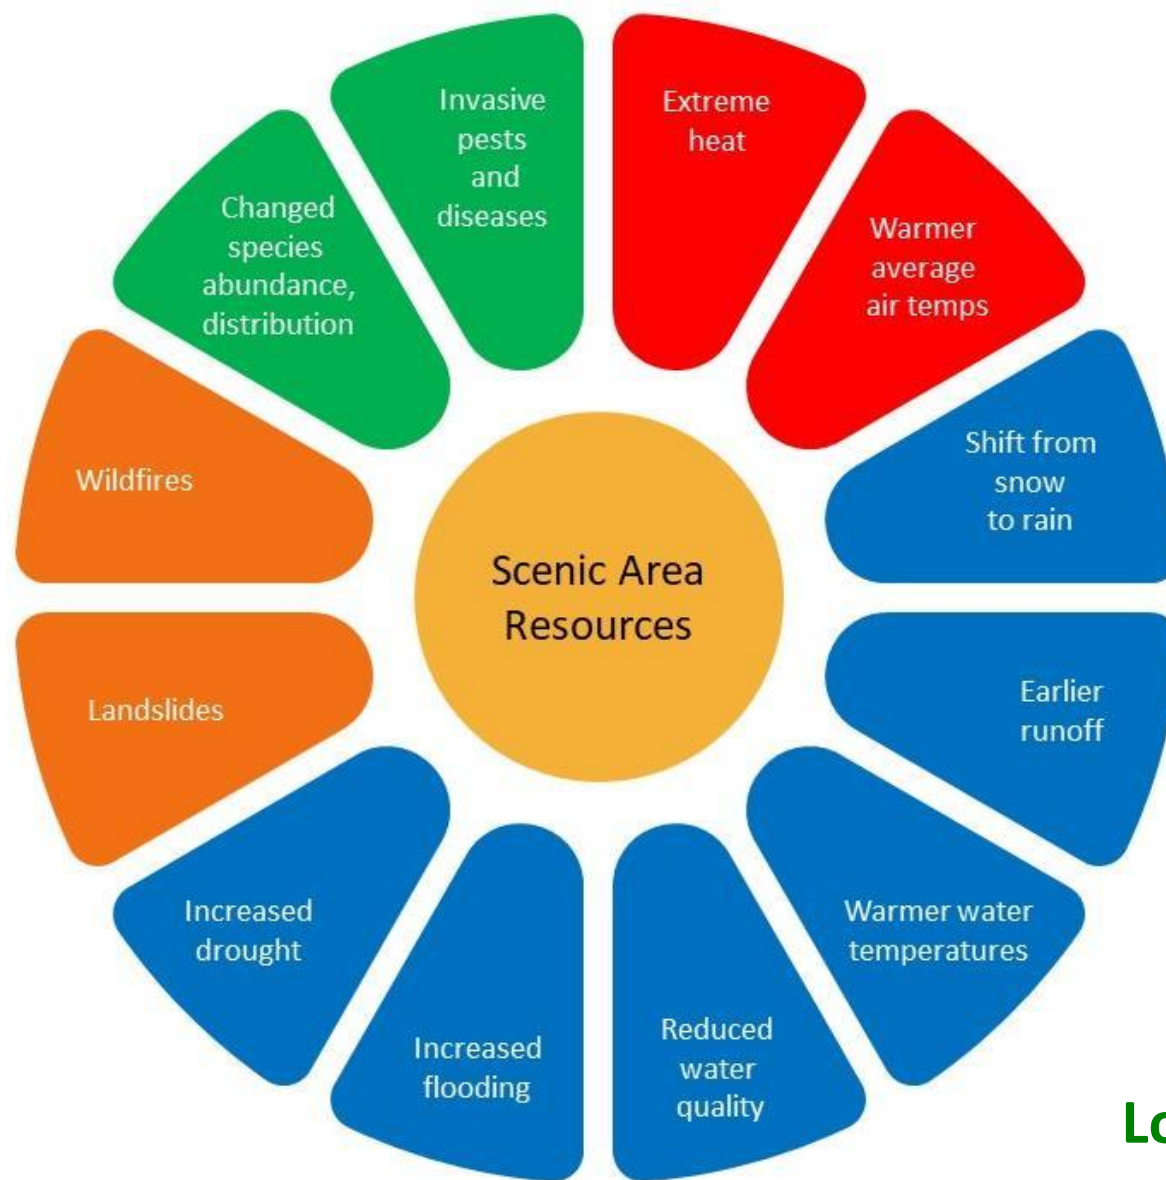 Invasive
pests
and
diseases
Extreme
heat
Warmer
average
air temps
Shift from
snow
to rain
Earlier
runoff
Warmer water
temperatures
Reduced
water
quality
Increased
flooding
Increased
drought
Landslides
Wildfires
Changed
species
abundance,
distribution
Scenic Area
Resources